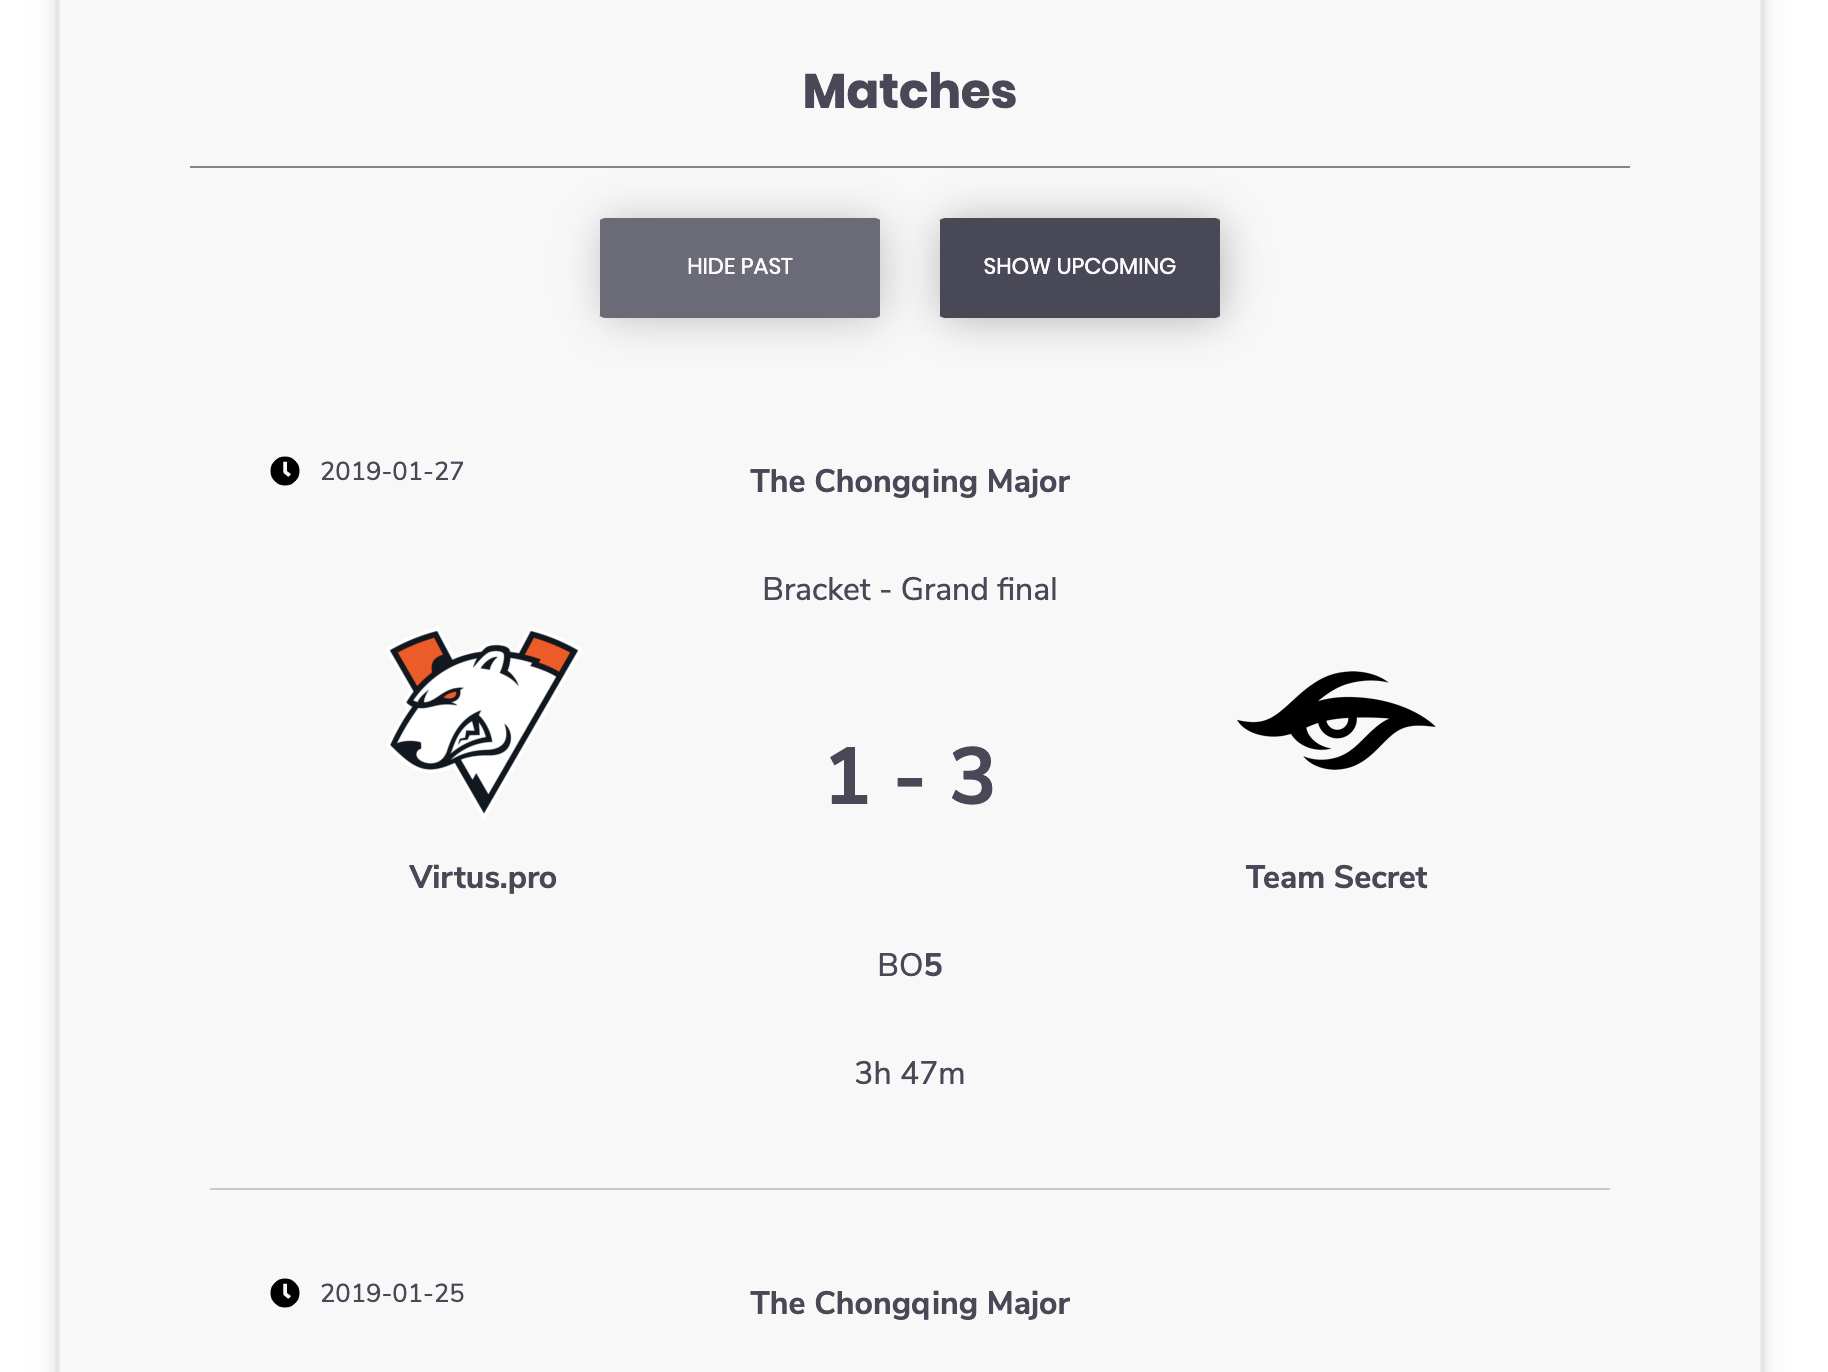 Matches
HIDE PAST
SHOW UPCOMING
2019-01-27
The Chongqing Major
Bracket - Grand final
1 - 3
Virtus.pro
Team Secret
BO5
3h 47m
2019-01-25
The Chongqing Major